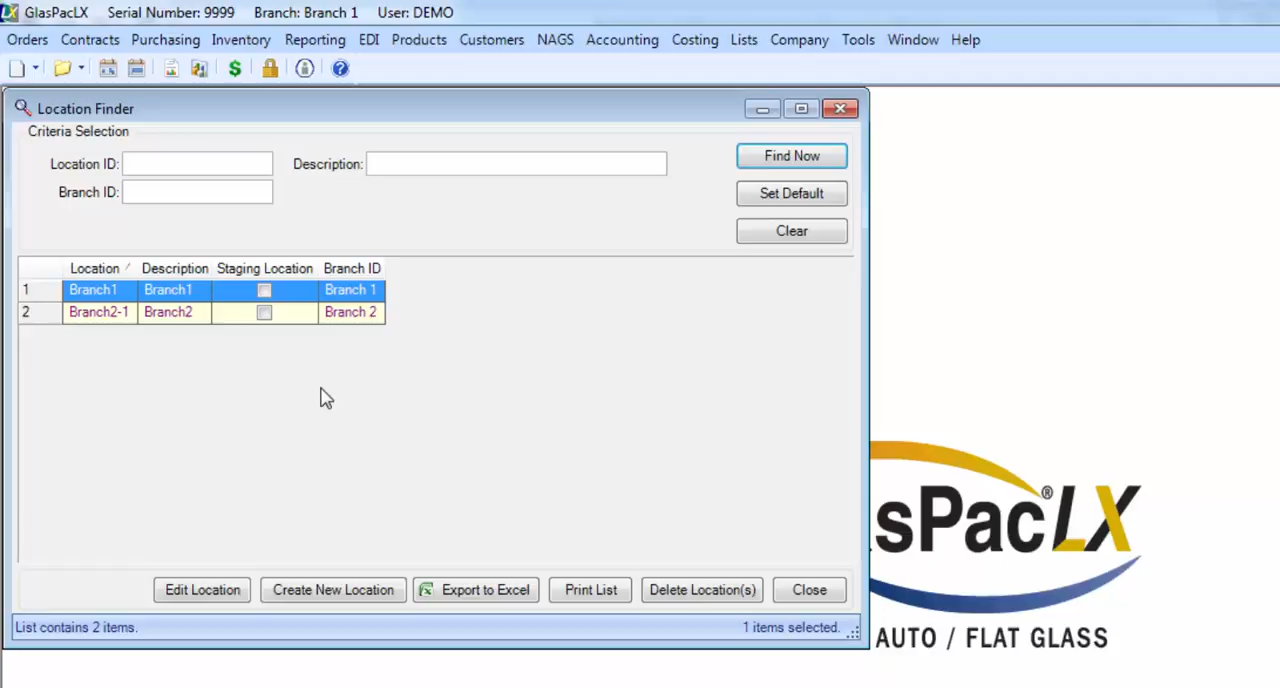 GlasPacLX Serial Number: 9999 Branch: Branch 1 User: DEMO
Orders Contracts Purchasing Inventory Reporting EDI Products Customers NAGS Accounting Costing Lists Company Tools Window Help
Location Finder
Criteria Selection
Location ID: Description: Find Now
Branch ID: Set Default
Clear
Location Description Staging Location Branch ID
1 Branch1 Branch1 Branch 1
2 Branch2-1 Branch2 Branch 2
asPacLX®
AUTO / FLAT GLASS
Edit Location Create New Location Export to Excel Print List Delete Location(s) Close
List contains 2 items. 1 items selected.